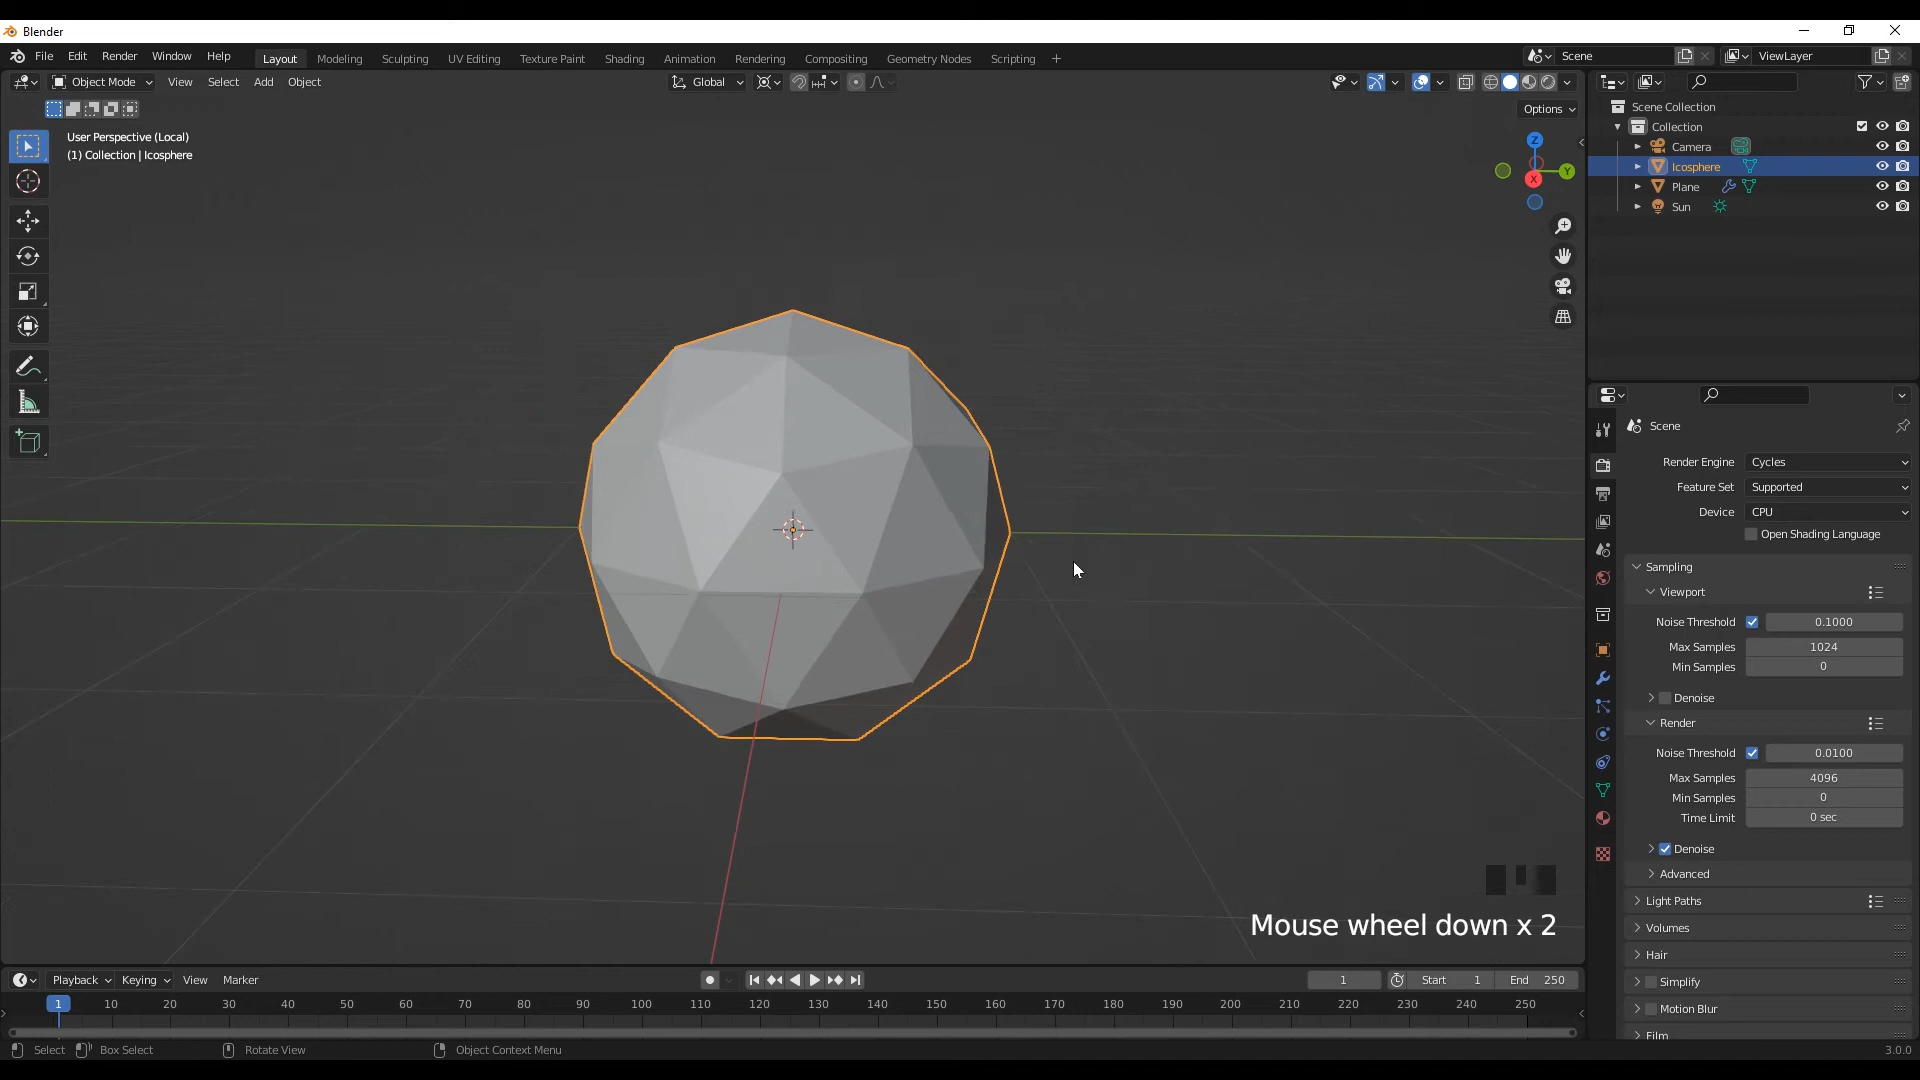 Blender
File Edit Render Window Help Layout Modeling Sculpting UV Editing Texture Paint Shading Animation Rendering Compositing Geometry Nodes Scripting + Scene ViewLayer
Object Mode View Select Add Object Global
Options
User Perspective (Local)
(1) Collection | Icosphere
Z
Y
X
Scene Collection
Collection
Camera
Icosphere
Plane
Sun
Scene
Render Engine Cycles
Feature Set Supported
Device CPU
Open Shading Language
Sampling
Viewport
Noise Threshold 0.1000
Max Samples 1024
Min Samples 0
Denoise
Render
Noise Threshold 0.0100
Max Samples 4096
Min Samples 0
Time Limit 0 sec
Denoise
Advanced
Light Paths
Volumes
Hair
Simplify
Motion Blur
Film
Mouse wheel down x 2
Playback Keying View Marker 1 Start 1 End 250
1 10 20 30 40 50 60 70 80 90 100 110 120 130 140 150 160 170 180 190 200 210 220 230 240 250
Select Box Select Rotate View Object Context Menu 3.0.0